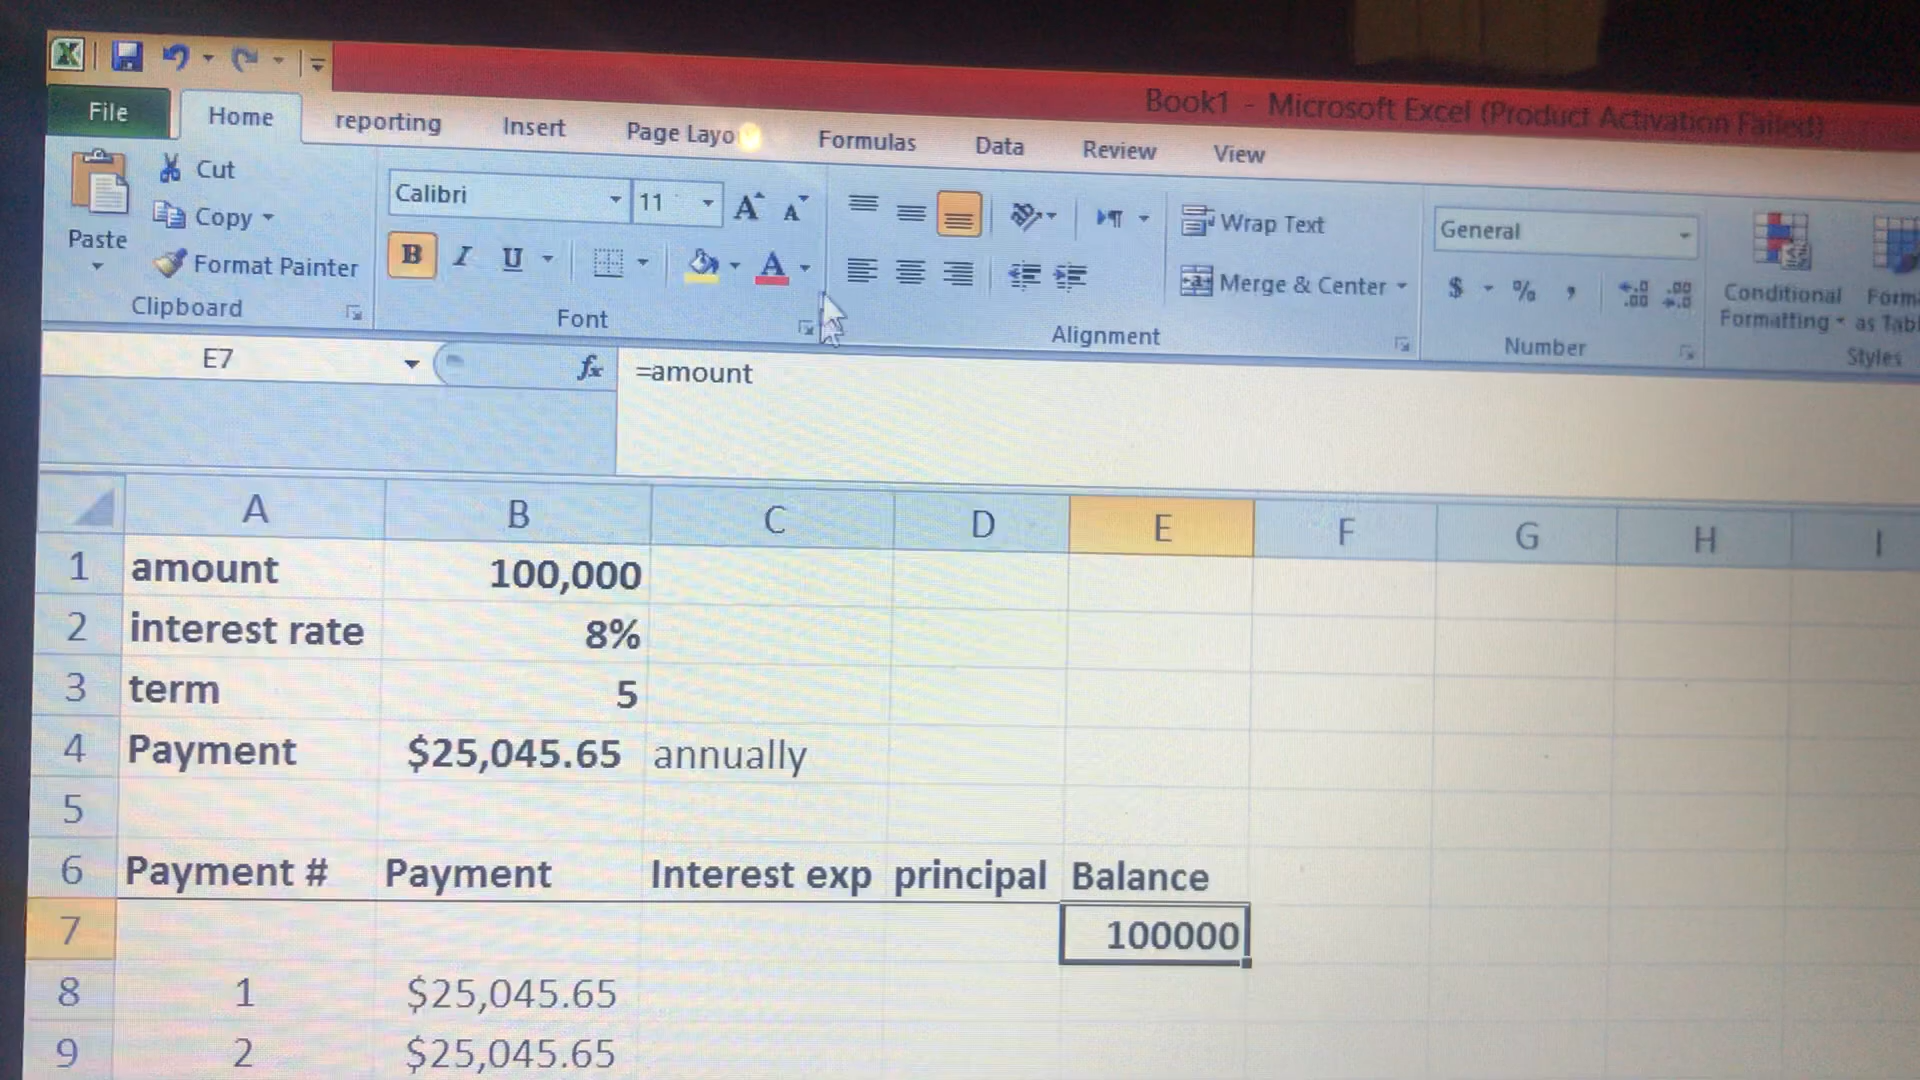 Book1 - Microsoft Excel (Product Activation Failed)
File Home reporting Insert Page Layo Formulas Data Review View
Paste
Cut
Copy
Format Painter
Clipboard
Calibri 11
B I U
Font
Wrap Text
Merge & Center
Alignment
General
$ % ,
Number
Conditional Formatting
Form as Tabl
Styles
E7 fx =amount
A B C D E F G H I
1 amount 100,000
2 interest rate 8%
3 term 5
4 Payment $25,045.65 annually
5
6 Payment # Payment Interest exp principal Balance
7 100000
8 1 $25,045.65
9 2 $25,045.65